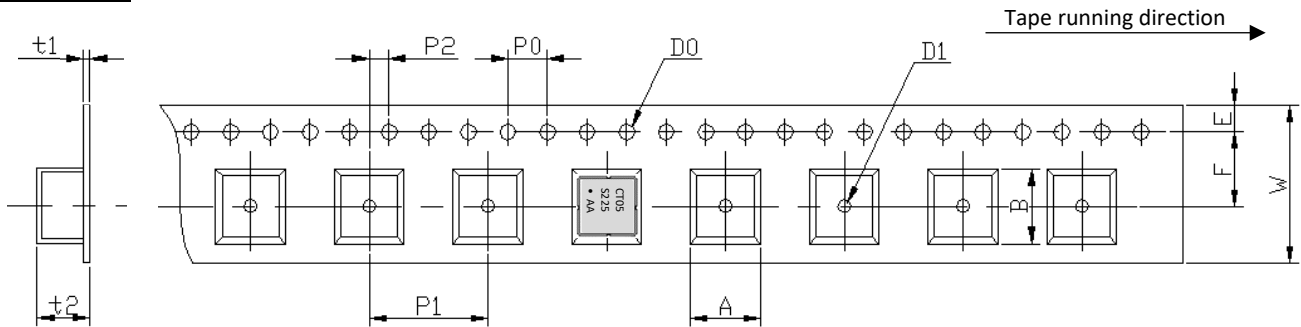 Tape running direction
t1
P2
P0
D0
D1
E
F
W
B
CT05
S225
• AA
t2
P1
A